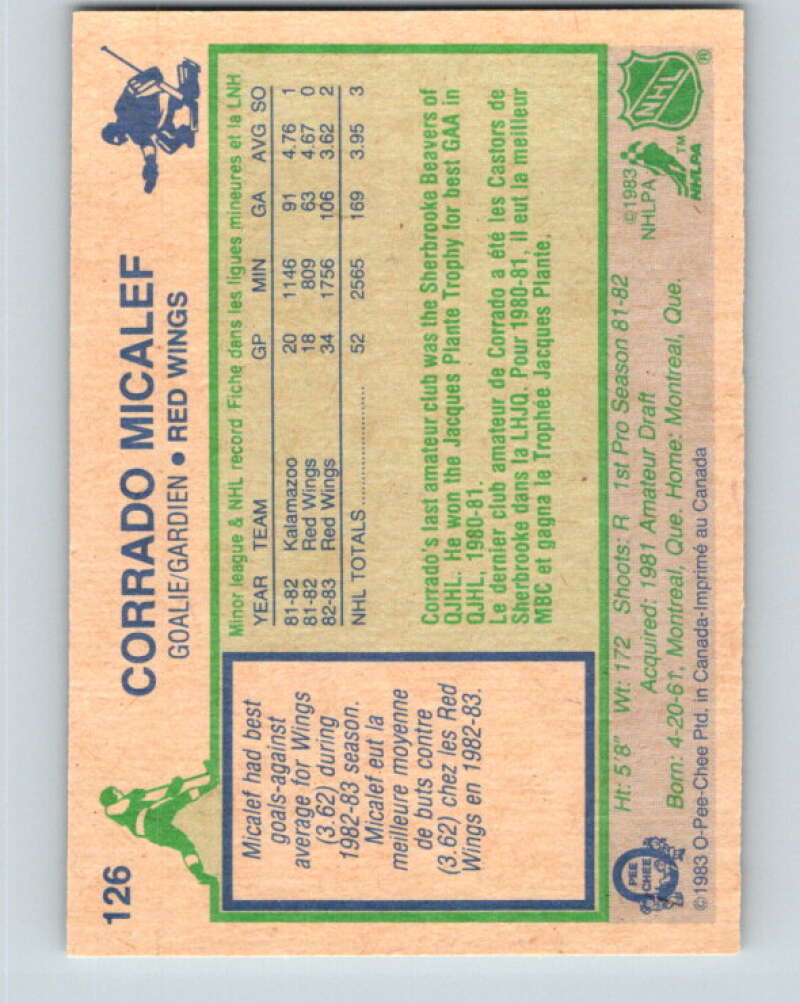 126
CORRADO MICALEF
GOALIE/GARDIEN • RED WINGS
Micalef had best
goals-against
average for Wings
(3.62) during
1982-83 season.
Micalef eut la
meilleure moyenne
de buts contre
(3.62) chez les Red
Wings en 1982-83.
Minor league & NHL record Fiche dans les ligues mineures et la LNH
YEAR TEAM GP MIN GA AVG SO
81-82 Kalamazoo 20 1146 91 4.76 1
81-82 Red Wings 18 809 63 4.67 0
82-83 Red Wings 34 1756 106 3.62 2
NHL TOTALS .................. 52 2565 169 3.95 3
Corrado's last amateur club was the Sherbrooke Beavers of
QJHL. He won the Jacques Plante Trophy for best GAA in
QJHL, 1980-81.
Le dernier club amateur de Corrado a été les Castors de
Sherbrooke dans la LHJQ. Pour 1980-81, il eut la meilleur
MBC et gagna le Trophée Jacques Plante.
Ht: 5'8" Wt: 172 Shoots: R 1st Pro Season 81-82
Acquired: 1981 Amateur Draft
Born: 4-20-61, Montreal, Que. Home: Montreal, Que.
©1983 O-Pee-Chee Ptd. in Canada-Imprimé au Canada
O
PEE
CHEE
©1983
NHLPA
NHLPA
TM
NHL
®